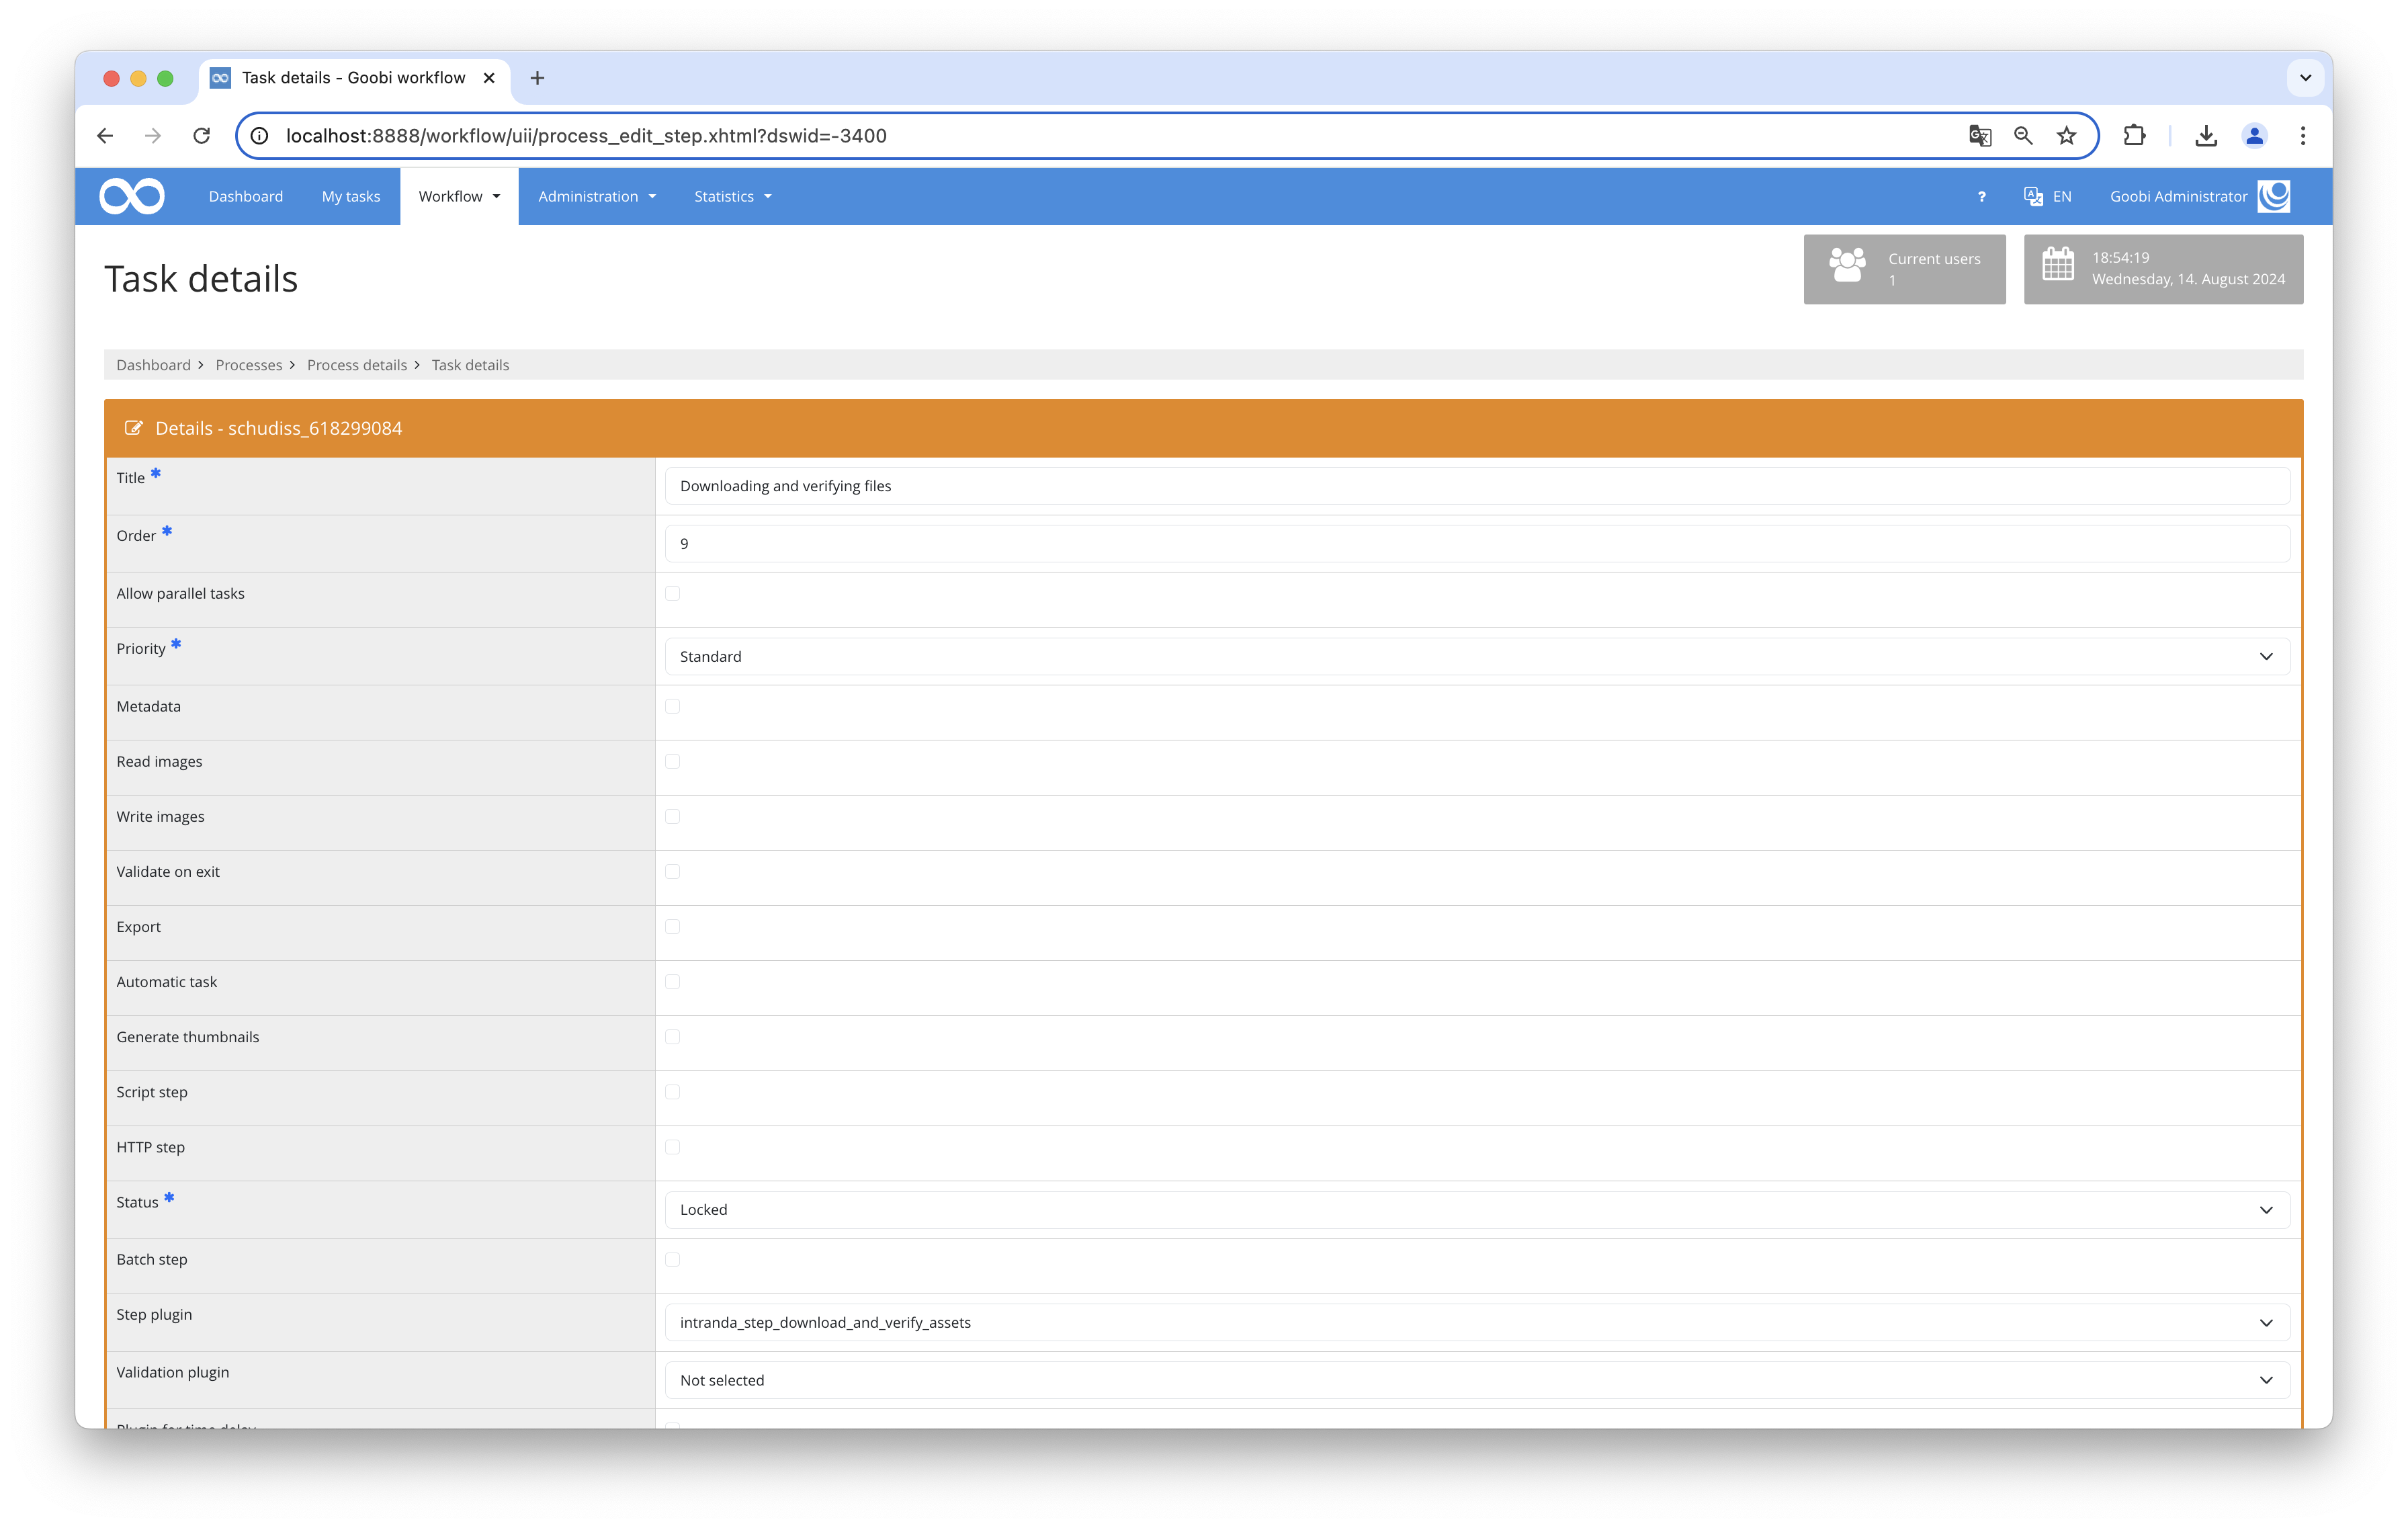 Task details - Goobi workflow
localhost:8888/workflow/uii/process_edit_step.xhtml?dswid=-3400
Dashboard My tasks Workflow Administration Statistics ? EN Goobi Administrator
Task details
Current users
1
18:54:19
Wednesday, 14. August 2024
Dashboard > Processes > Process details > Task details
Details - schudiss_618299084
Title * Downloading and verifying files
Order * 9
Allow parallel tasks
Priority * Standard
Metadata
Read images
Write images
Validate on exit
Export
Automatic task
Generate thumbnails
Script step
HTTP step
Status * Locked
Batch step
Step plugin intranda_step_download_and_verify_assets
Validation plugin Not selected
Plugin for time delay